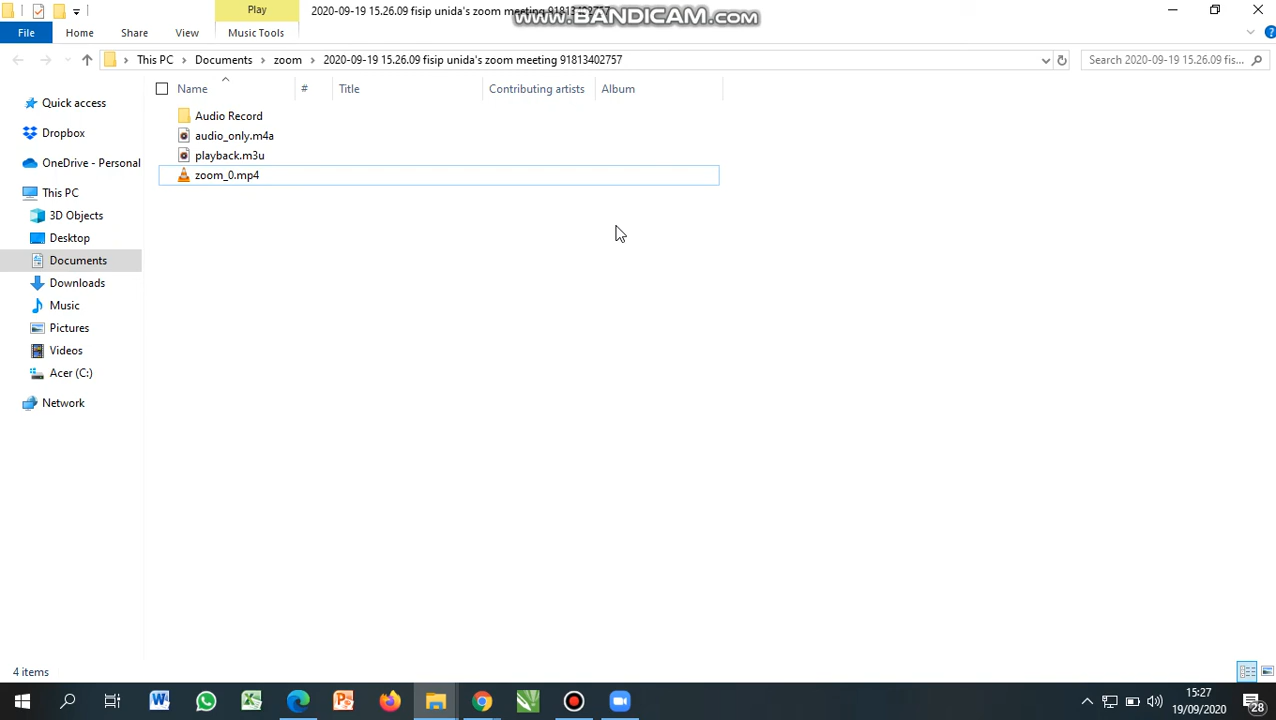 Play
2020-09-19 15.26.09 fisip unida's zoom meeting 91813402757
www.BANDICAM.com
File
Home
Share
View
Music Tools
This PC
Documents
zoom
2020-09-19 15.26.09 fisip unida's zoom meeting 91813402757
Search 2020-09-19 15.26.09 fis...
Name
#
Title
Contributing artists
Album
Quick access
Dropbox
OneDrive - Personal
This PC
3D Objects
Desktop
Documents
Downloads
Music
Pictures
Videos
Acer (C:)
Network
Audio Record
audio_only.m4a
playback.m3u
zoom_0.mp4
4 items
15:27
19/09/2020
28